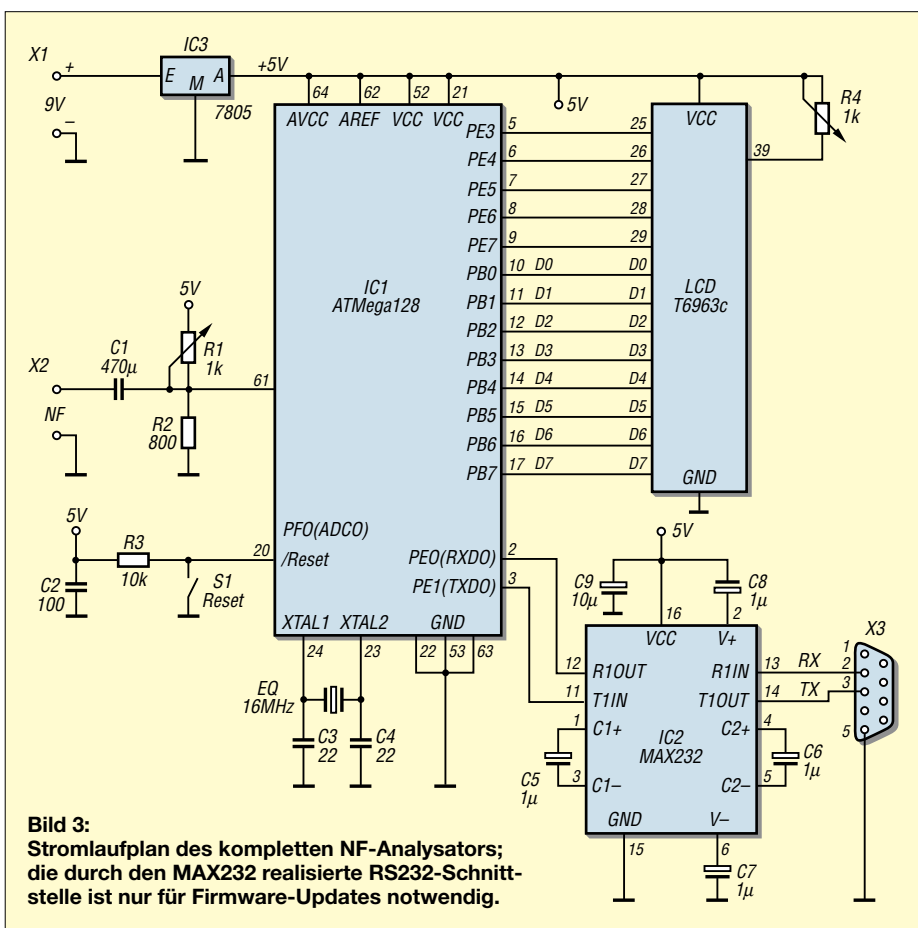 X1
+
9V
–
IC3
E M A
7805
+5V
64 62 52 21
AVCC AREF VCC VCC
5V
VCC
R4
1k
39
IC1
ATMega128
PE3 5 25
PE4 6 26
PE5 7 27
PE6 8 28
PE7 9 29
PB0 10 D0 D0
PB1 11 D1 D1
PB2 12 D2 D2
PB3 13 D3 D3
PB4 14 D4 D4
PB5 15 D5 D5
PB6 16 D6 D6
PB7 17 D7 D7
LCD
T6963c
GND
5V
R1
1k
C1
470µ
X2
NF
R2
800
61
PFO(ADCO)
5V
R3
10k
C2
100
S1
Reset
20
/Reset
PEO(RXDO) 2
PE1(TXDO) 3
XTAL1 XTAL2 GND
24 23 22 53 63
EQ
16MHz
C3
22
C4
22
5V
C9
10µ
C8
1µ
16 2
VCC V+
12 R1OUT R1IN 13 RX
11 T1IN T1OUT 14 TX
1 C1+ C2+ 4
IC2
MAX232
3 C1– C2– 5
C5
1µ
C6
1µ
GND V–
15 6
C7
1µ
X3
1
2
3
5
Bild 3:
Stromlaufplan des kompletten NF-Analysators;
die durch den MAX232 realisierte RS232-Schnitt-
stelle ist nur für Firmware-Updates notwendig.